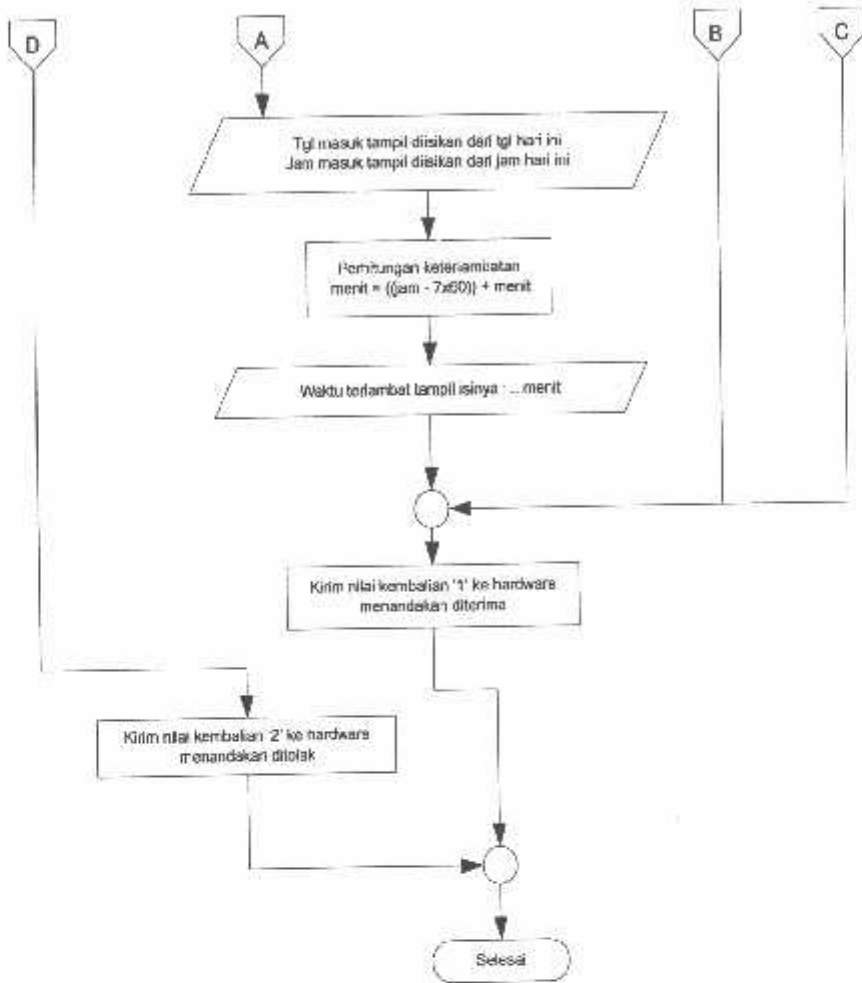 D
A
B
C
Tgl masuk tampil diisikan dari tgl hari ini
Jam masuk tampil diisikan dari jam hari ini
Perhitungan keterlambatan
menit = ((jam - 7x60)) + menit
Waktu terlambat tampil isinya : ... menit
Kirim nilai kembalian '1' ke hardware
menandakan diterima
Kirim nilai kembalian '2' ke hardware
menandakan ditolak
Selesai